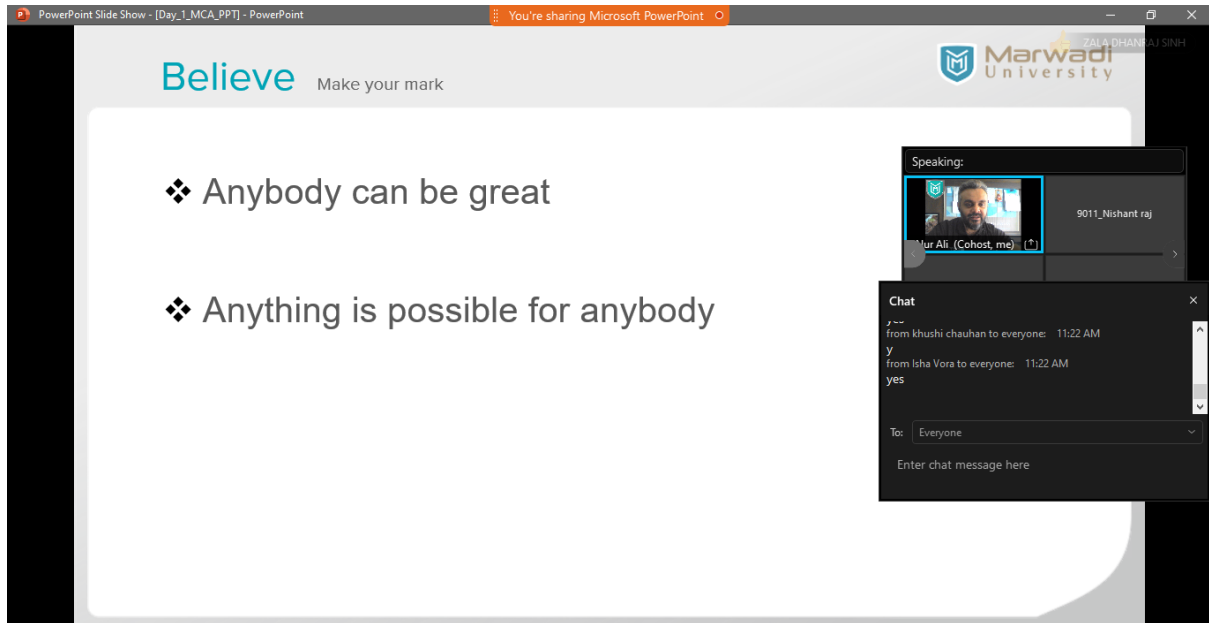 PowerPoint Slide Show - [Day_1_MCA_PPT] - PowerPoint
You're sharing Microsoft PowerPoint
ZALA DHANRAJ SINH
Marwadi
University
Believe Make your mark
❖ Anybody can be great
❖ Anything is possible for anybody
Speaking:
Nur Ali (Cohost, me)
9011_Nishant raj
Chat
yes
from khushi chauhan to everyone: 11:22 AM
y
from Isha Vora to everyone: 11:22 AM
yes
To: Everyone
Enter chat message here